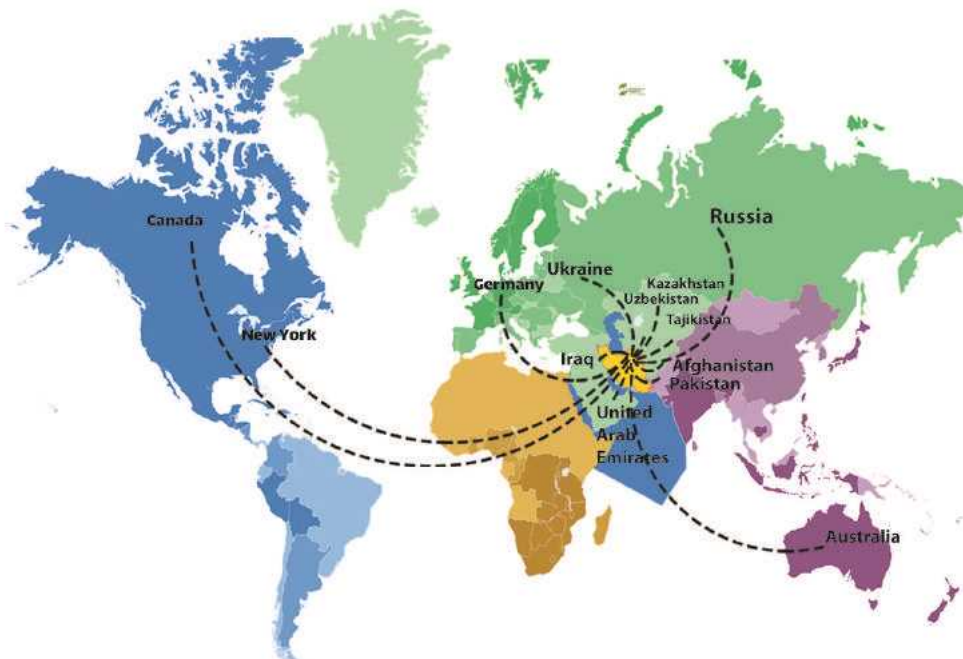 Canada
Russia
Ukraine
Germany
Kazakhstan
Uzbekistan
Tajikistan
New York
Iraq
Afghanistan
Pakistan
United
Arab
Emirates
Australia